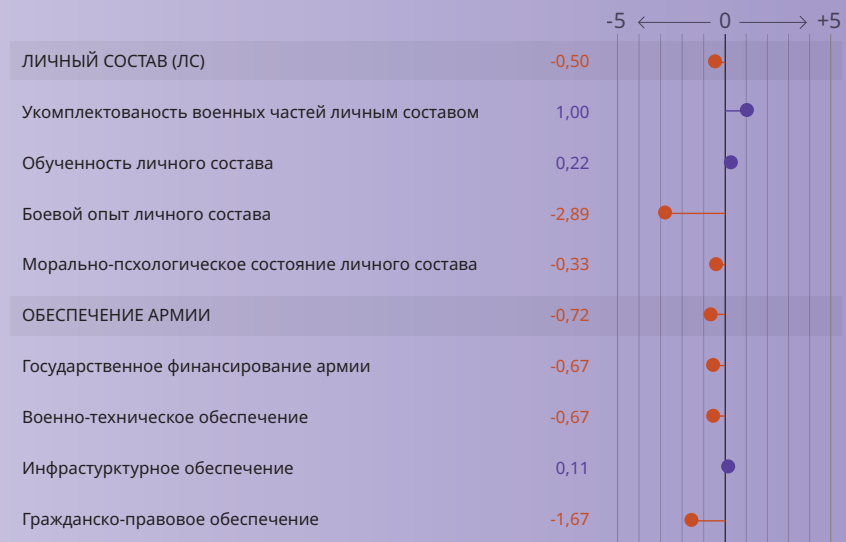 -5 0 +5
ЛИЧНЫЙ СОСТАВ (ЛС) -0,50
Укомплектованость военных частей личным составом 1,00
Обученность личного состава 0,22
Боевой опыт личного состава -2,89
Морально-псхологическое состояние личного состава -0,33
ОБЕСПЕЧЕНИЕ АРМИИ -0,72
Государственное финансирование армии -0,67
Военно-техническое обеспечение -0,67
Инфрастурктурное обеспечение 0,11
Гражданско-правовое обеспечение -1,67